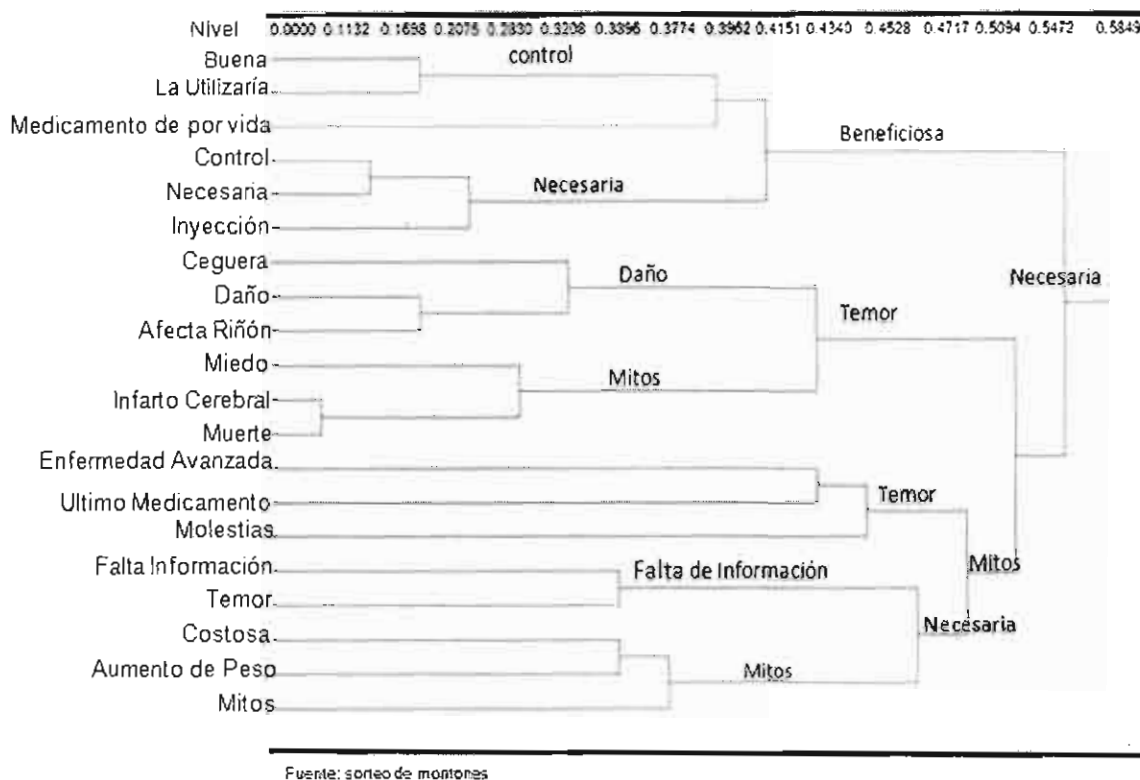 Nivel 0.0000 0.1132 0.1698 0.2075 0.2830 0.3208 0.3396 0.3774 0.3962 0.4151 0.4340 0.4528 0.4717 0.5094 0.5472 0.5849
Buena
control
La Utilizaría
Medicamento de por vida
Beneficiosa
Control
Necesaria
Necesaria
Inyección
Ceguera
Daño
Necesaria
Daño
Temor
Afecta Riñón
Miedo
Mitos
Infarto Cerebral
Muerte
Enfermedad Avanzada
Temor
Ultimo Medicamento
Molestias
Falta Información
Falta de Información
Mitos
Temor
Necesaria
Costosa
Aumento de Peso
Mitos
Mitos
Fuente: sorteo de montones